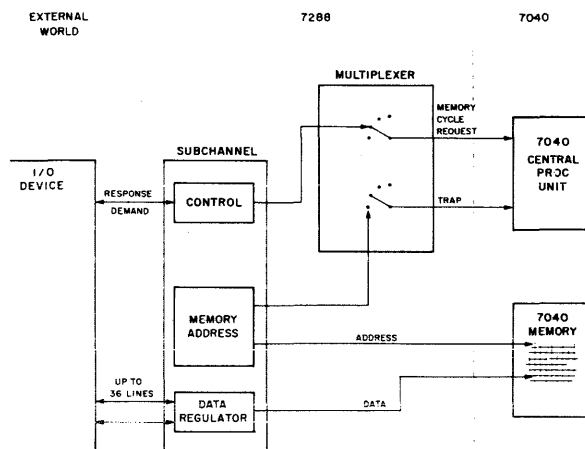 EXTERNAL
WORLD
7288
7040
MULTIPLEXER
MEMORY
CYCLE
REQUEST
7040
CENTRAL
PROC
UNIT
SUBCHANNEL
I/O
DEVICE
RESPONSE
DEMAND
CONTROL
TRAP
MEMORY
ADDRESS
7040
MEMORY
ADDRESS
UP TO
36 LINES
DATA
REGULATOR
DATA